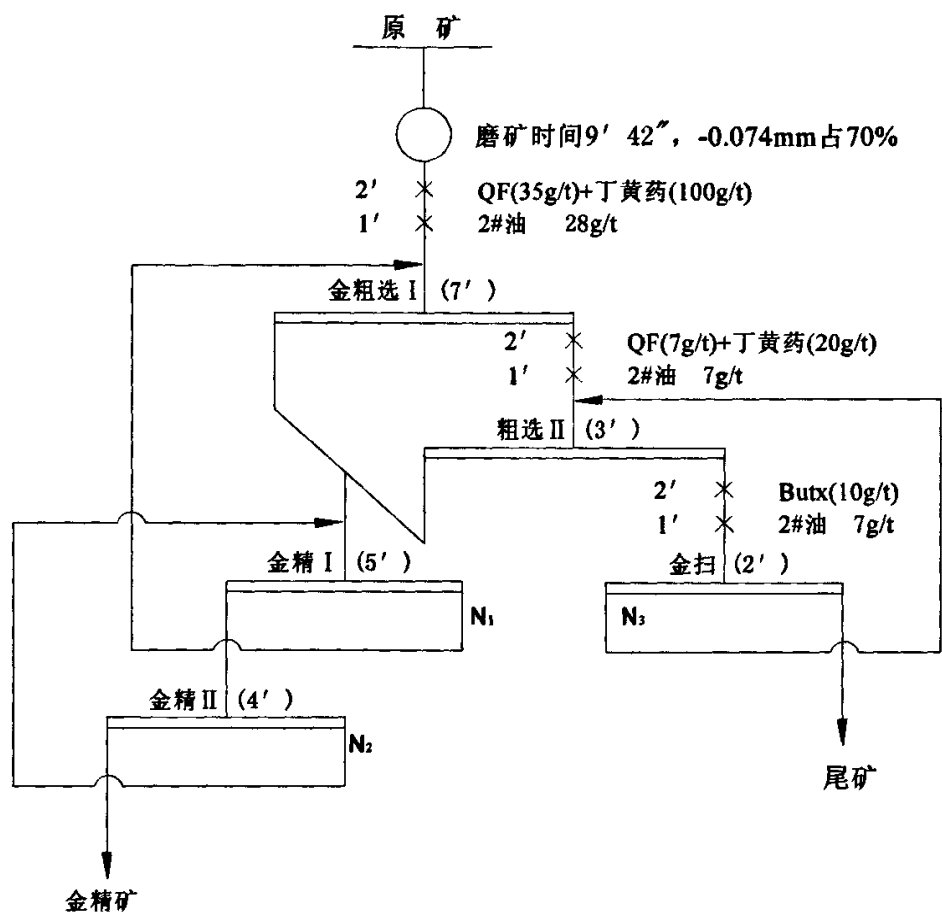 原 矿
磨矿时间9′ 42″，-0.074mm占70%
2′ QF(35g/t)+丁黄药(100g/t)
1′ 2#油 28g/t
金粗选Ⅰ (7′)
2′ QF(7g/t)+丁黄药(20g/t)
1′ 2#油 7g/t
粗选II (3′)
2′ Butx(10g/t)
1′ 2#油 7g/t
金精Ⅰ (5′)
金扫 (2′)
N₁
N₃
金精Ⅱ (4′)
N₂
尾矿
金精矿